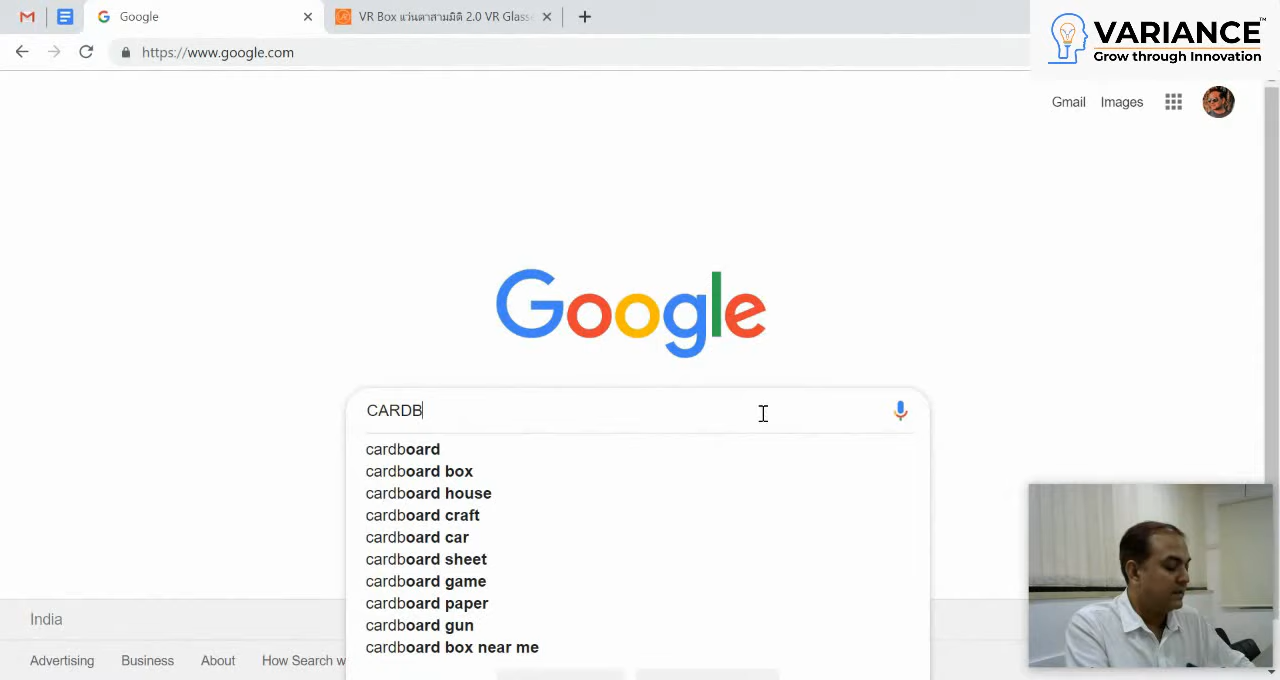 Google
VR Box แว่นตาสามมิติ 2.0 VR Glass
https://www.google.com
VARIANCE™
Grow through Innovation
Gmail Images
Google
CARDB
cardboard
cardboard box
cardboard house
cardboard craft
cardboard car
cardboard sheet
cardboard game
cardboard paper
cardboard gun
cardboard box near me
India
Advertising Business About How Search w